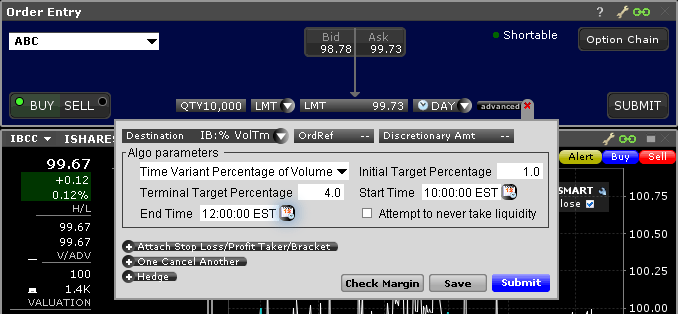 Order Entry ?
ABC
Bid Ask
98.78 99.73
Shortable
Option Chain
BUY SELL
QTY10,000 LMT LMT 99.73 DAY advanced
SUBMIT
Destination IB:% VolTm OrdRef -- Discretionary Amt --
Algo parameters
Time Variant Percentage of Volume Initial Target Percentage 1.0
Terminal Target Percentage 4.0 Start Time 10:00:00 EST
End Time 12:00:00 EST Attempt to never take liquidity
Attach Stop Loss/Profit Taker/Bracket
One Cancel Another
Hedge
Check Margin Save Submit
IBCC ISHARES
99.67
+0.12
0.12%
H/L
99.67
99.67
V/ADV
100
1.4K
VALUATION
Alert Buy Sell
SMART
lose
100.75
100.50
100.25
100.00